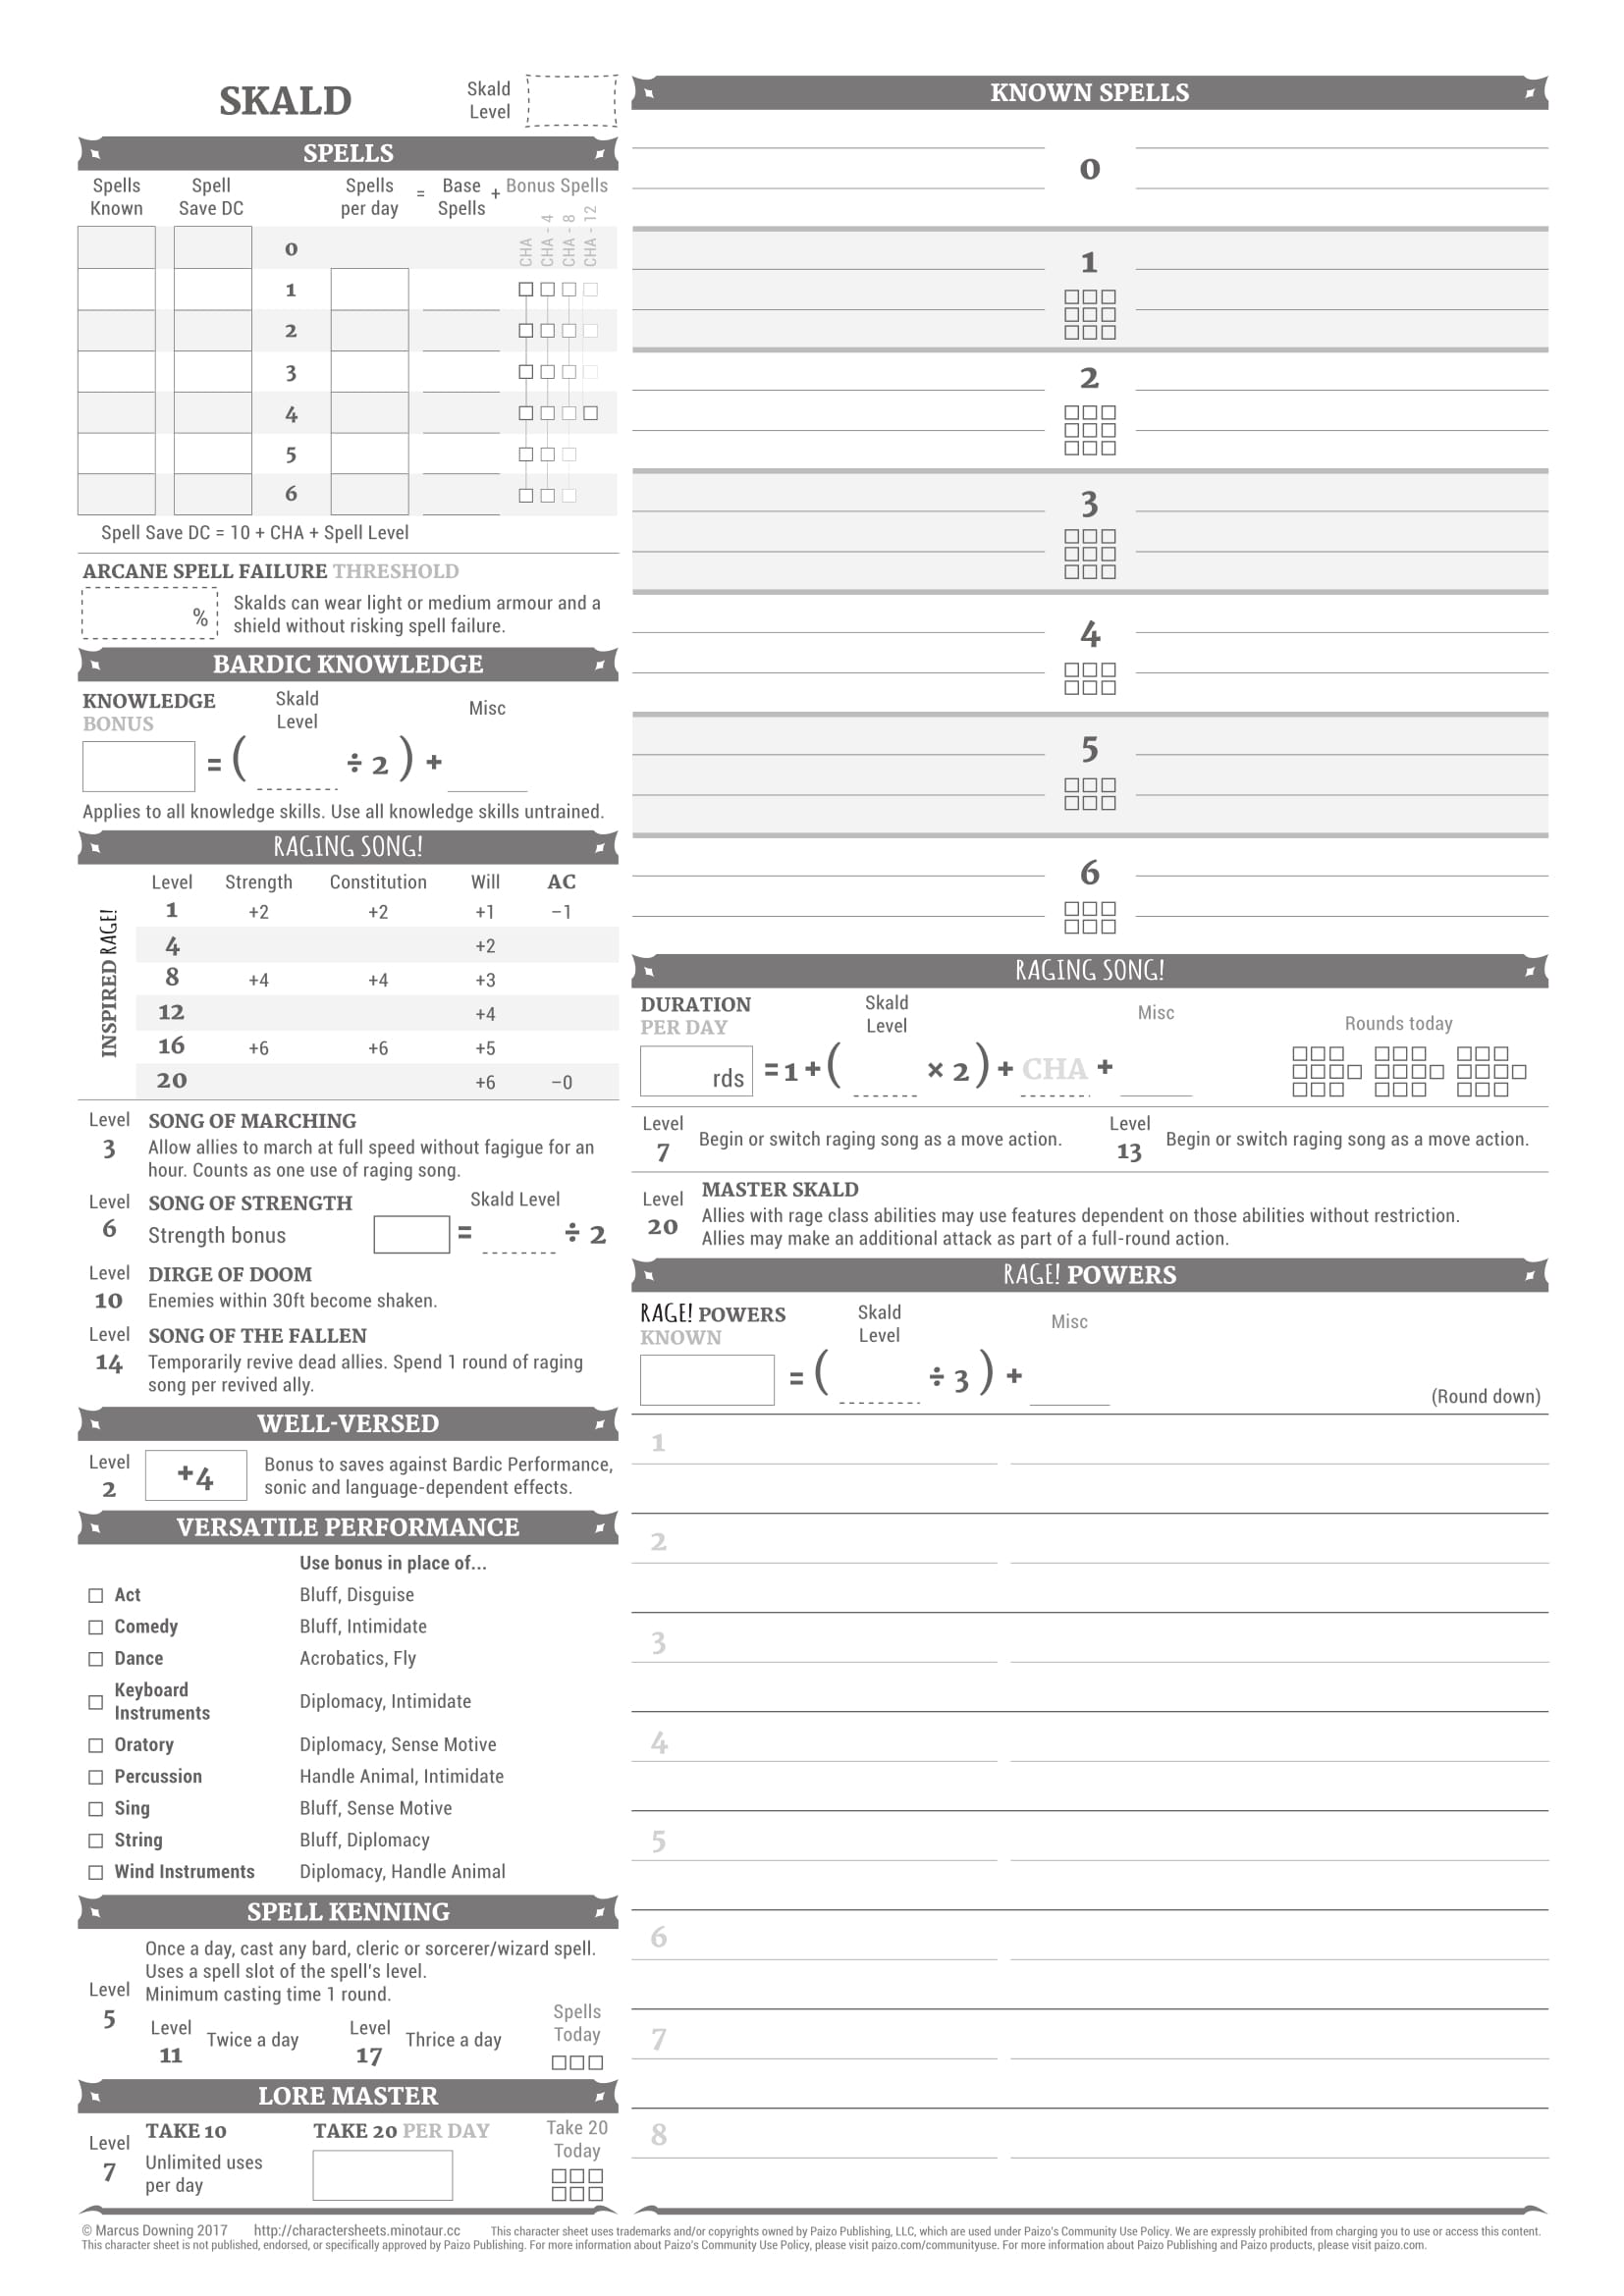 SKALD
Skald
Level
SPELLS
Spells
Known
Spell
Save DC
Spells
per day
=
Base
Spells
+
Bonus Spells
CHA
CHA - 4
CHA - 8
CHA - 12
0
1
2
3
4
5
6
Spell Save DC = 10 + CHA + Spell Level
ARCANE SPELL FAILURE THRESHOLD
%
Skalds can wear light or medium armour and a
shield without risking spell failure.
BARDIC KNOWLEDGE
KNOWLEDGE
BONUS
Skald
Level
Misc
= ( ÷ 2 ) +
Applies to all knowledge skills. Use all knowledge skills untrained.
RAGING SONG!
INSPIRED RAGE!
Level Strength Constitution Will AC
1 +2 +2 +1 –1
4 +2
8 +4 +4 +3
12 +4
16 +6 +6 +5
20 +6 –0
Level
3
SONG OF MARCHING
Allow allies to march at full speed without fagigue for an
hour. Counts as one use of raging song.
Level
6
SONG OF STRENGTH
Skald Level
Strength bonus = ÷ 2
Level
10
DIRGE OF DOOM
Enemies within 30ft become shaken.
Level
14
SONG OF THE FALLEN
Temporarily revive dead allies. Spend 1 round of raging
song per revived ally.
WELL-VERSED
Level
2
+4
Bonus to saves against Bardic Performance,
sonic and language-dependent effects.
VERSATILE PERFORMANCE
Use bonus in place of...
Act Bluff, Disguise
Comedy Bluff, Intimidate
Dance Acrobatics, Fly
Keyboard
Instruments
Diplomacy, Intimidate
Oratory Diplomacy, Sense Motive
Percussion Handle Animal, Intimidate
Sing Bluff, Sense Motive
String Bluff, Diplomacy
Wind Instruments Diplomacy, Handle Animal
SPELL KENNING
Level
5
Once a day, cast any bard, cleric or sorcerer/wizard spell.
Uses a spell slot of the spell's level.
Minimum casting time 1 round.
Level
11
Twice a day
Level
17
Thrice a day
Spells
Today
LORE MASTER
Level
7
TAKE 10
Unlimited uses
per day
TAKE 20 PER DAY
Take 20
Today
KNOWN SPELLS
0
1
2
3
4
5
6
RAGING SONG!
DURATION
PER DAY
Skald
Level
Misc
Rounds today
rds = 1 + ( × 2 ) + CHA +
Level
7
Begin or switch raging song as a move action.
Level
13
Begin or switch raging song as a move action.
Level
20
MASTER SKALD
Allies with rage class abilities may use features dependent on those abilities without restriction.
Allies may make an additional attack as part of a full-round action.
RAGE! POWERS
RAGE! POWERS
KNOWN
Skald
Level
Misc
= ( ÷ 3 ) +
(Round down)
1
2
3
4
5
6
7
8
© Marcus Downing 2017 http://charactersheets.minotaur.cc This character sheet uses trademarks and/or copyrights owned by Paizo Publishing, LLC, which are used under Paizo's Community Use Policy. We are expressly prohibited from charging you to use or access this content.
This character sheet is not published, endorsed, or specifically approved by Paizo Publishing. For more information about Paizo's Community Use Policy, please visit paizo.com/communityuse. For more information about Paizo Publishing and Paizo products, please visit paizo.com.